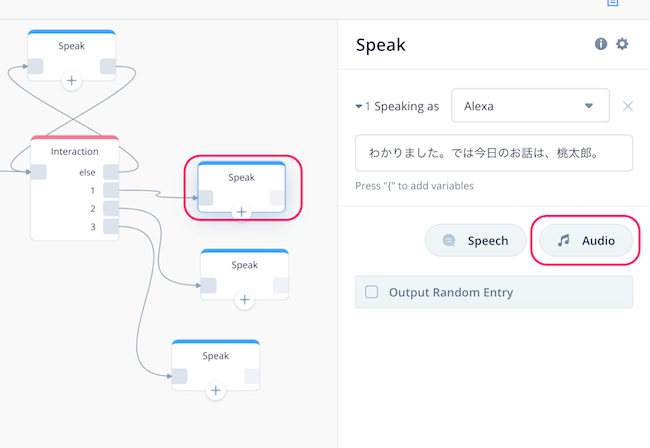 Speak
Interaction
else
1
2
3
Speak
Speak
Speak
Speak
1 Speaking as
Alexa
わかりました。では今日のお話は、桃太郎。
Press "{" to add variables
Speech
Audio
Output Random Entry